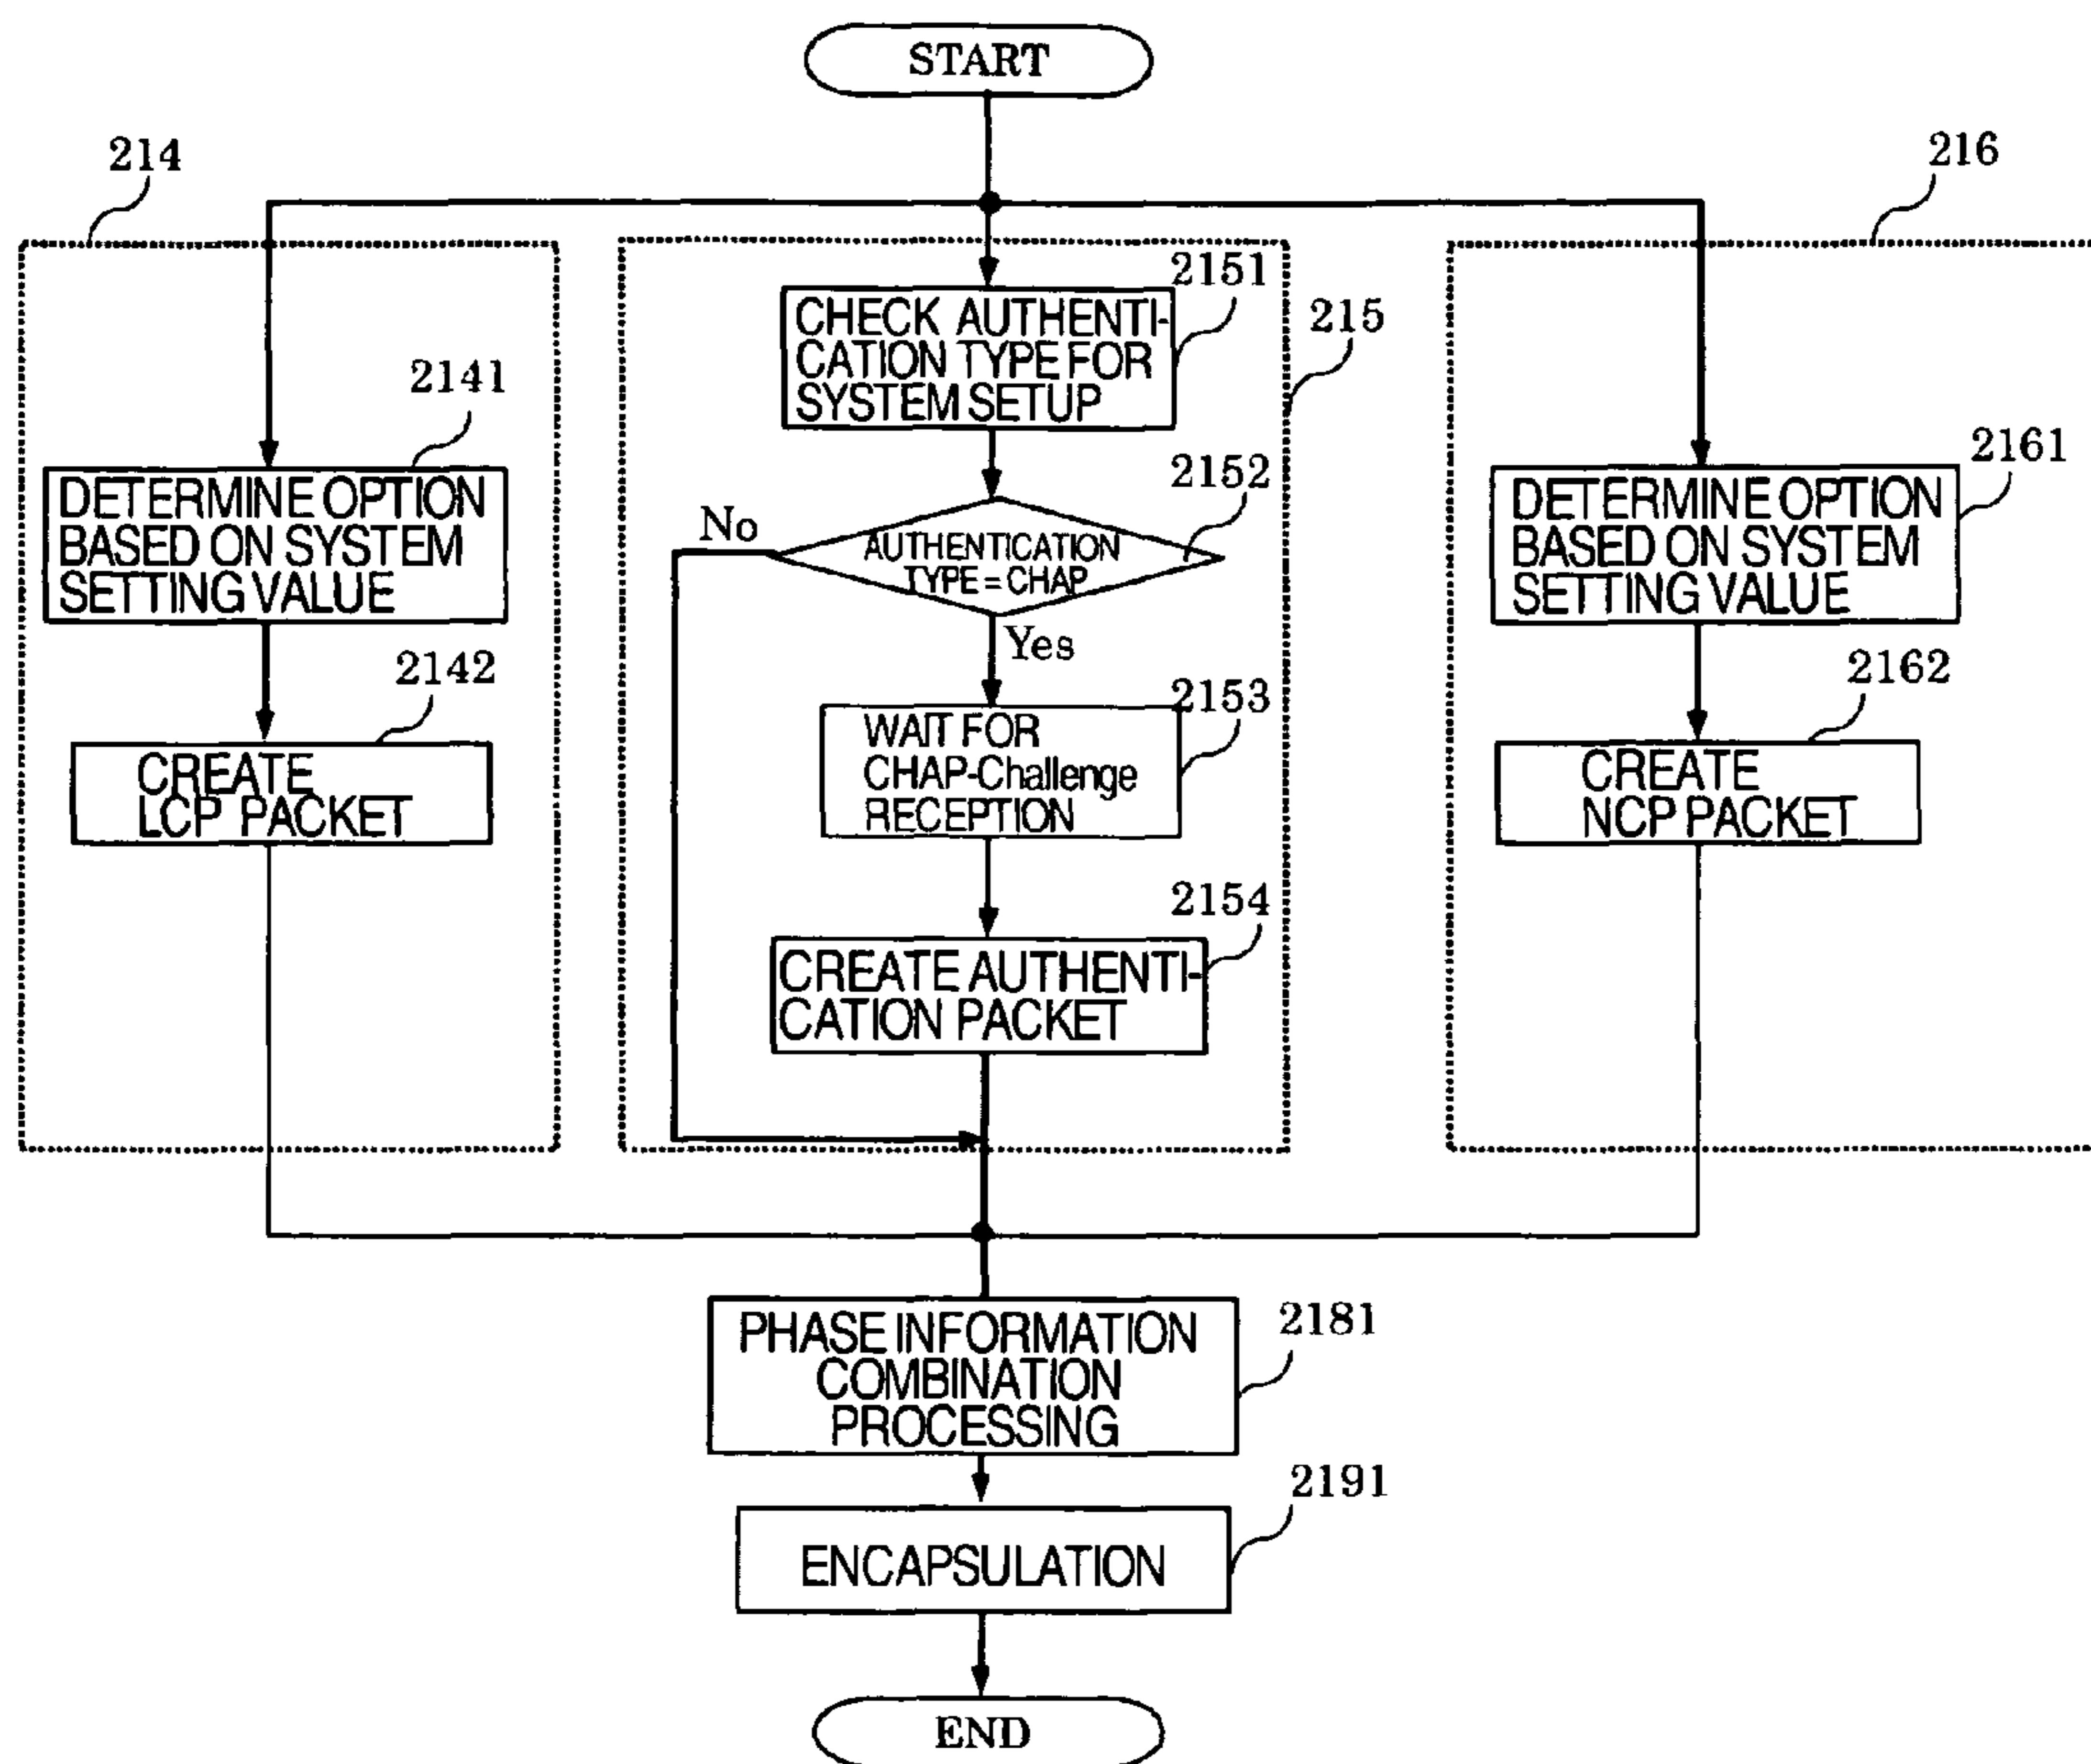 START
214
216
2151
CHECK AUTHENTI-
CATION TYPE FOR
SYSTEM SETUP
215
2141
DETERMINE OPTION
BASED ON SYSTEM
SETTING VALUE
2152
No
AUTHENTICATION
TYPE = CHAP
Yes
2161
DETERMINE OPTION
BASED ON SYSTEM
SETTING VALUE
2142
CREATE
LCP PACKET
2153
WAIT FOR
CHAP-Challenge
RECEPTION
2162
CREATE
NCP PACKET
2154
CREATE AUTHENTI-
CATION PACKET
PHASE INFORMATION
COMBINATION
PROCESSING
2181
2191
ENCAPSULATION
END